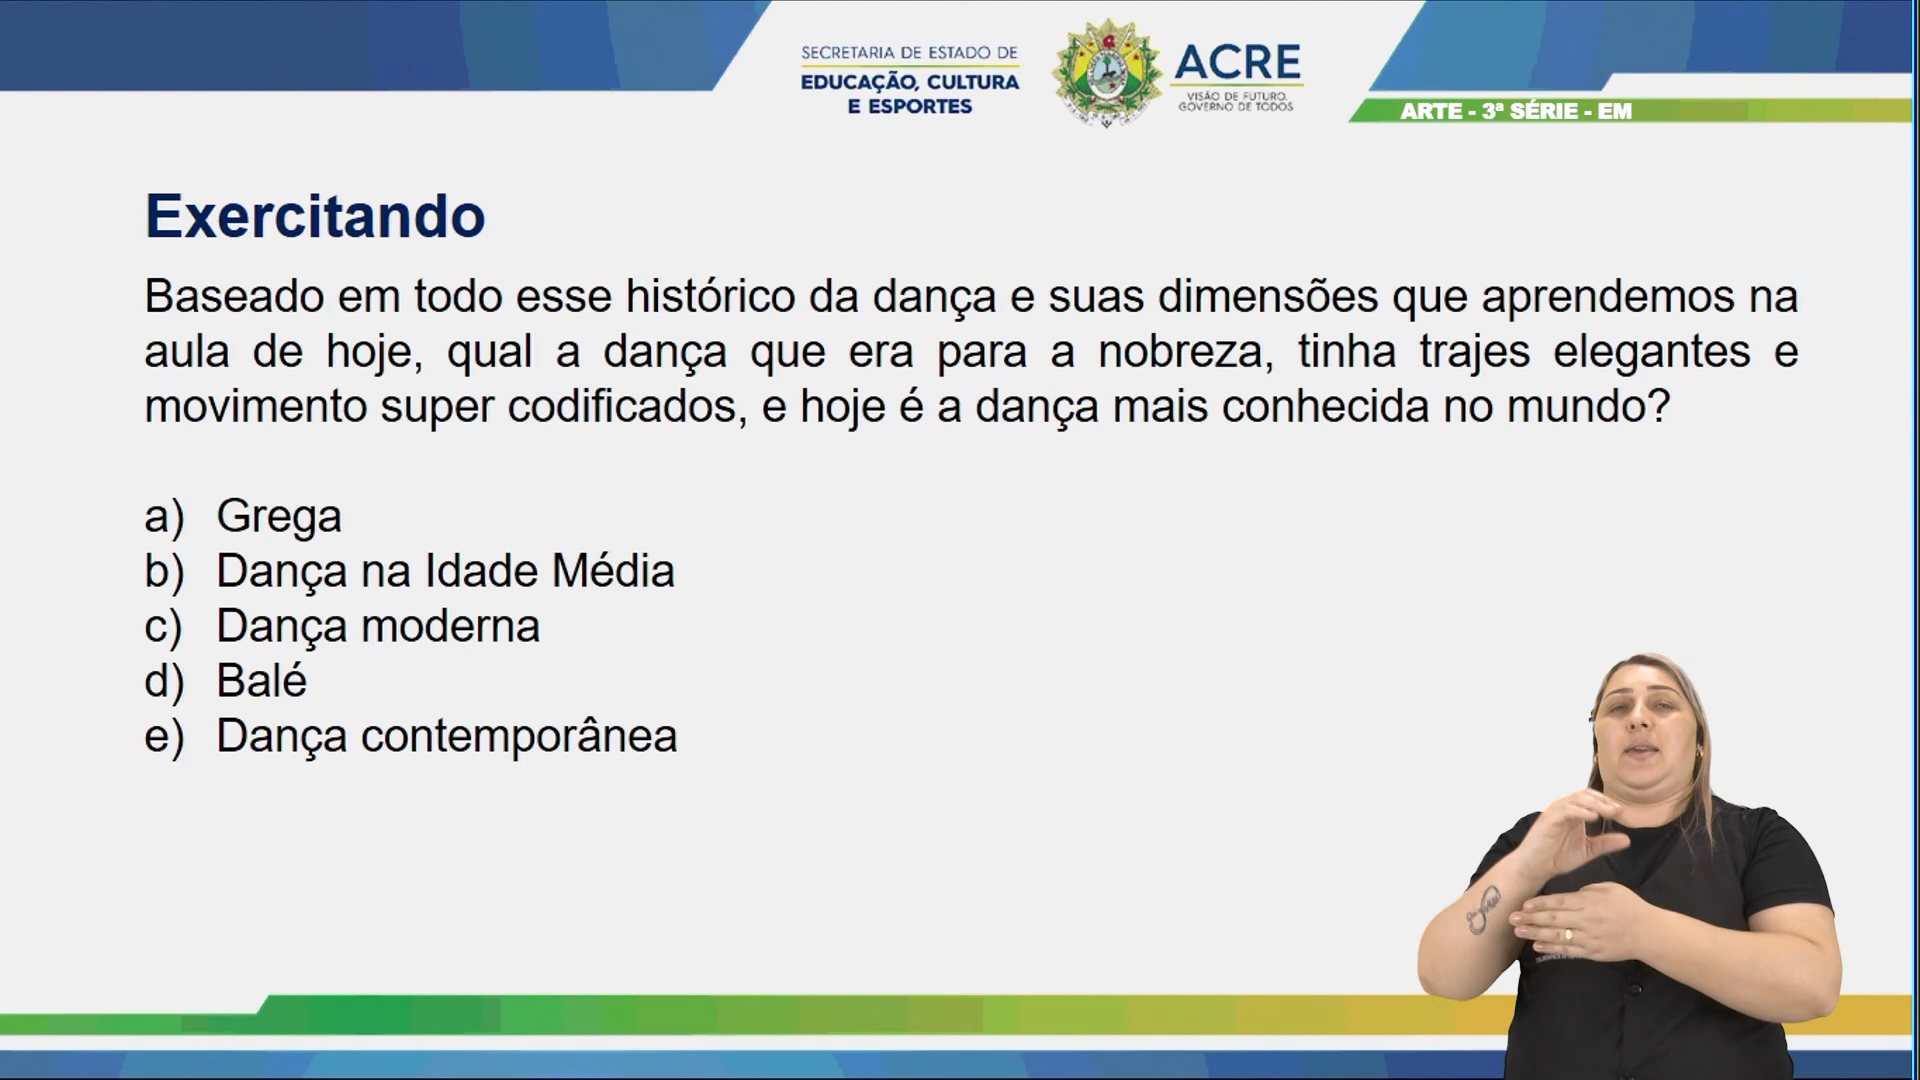 SECRETARIA DE ESTADO DE
EDUCAÇÃO, CULTURA
E ESPORTES
ACRE
VISÃO DE FUTURO.
GOVERNO DE TODOS
ARTE - 3ª SÉRIE - EM
Exercitando
Baseado em todo esse histórico da dança e suas dimensões que aprendemos na
aula de hoje, qual a dança que era para a nobreza, tinha trajes elegantes e
movimento super codificados, e hoje é a dança mais conhecida no mundo?
a) Grega
b) Dança na Idade Média
c) Dança moderna
d) Balé
e) Dança contemporânea